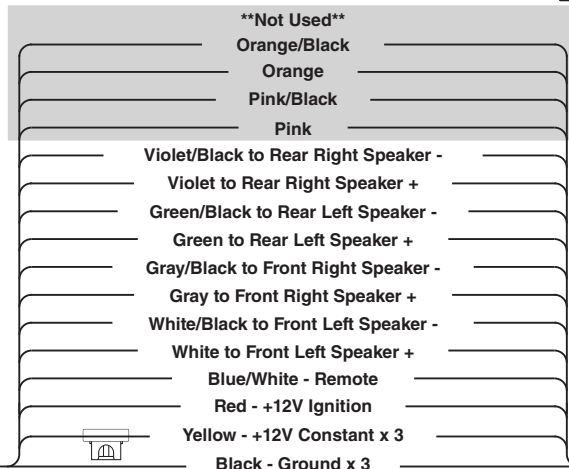 **Not Used**
Orange/Black
Orange
Pink/Black
Pink
Violet/Black to Rear Right Speaker -
Violet to Rear Right Speaker +
Green/Black to Rear Left Speaker -
Green to Rear Left Speaker +
Gray/Black to Front Right Speaker -
Gray to Front Right Speaker +
White/Black to Front Left Speaker -
White to Front Left Speaker +
Blue/White - Remote
Red - +12V Ignition
Yellow - +12V Constant x 3
Black - Ground x 3